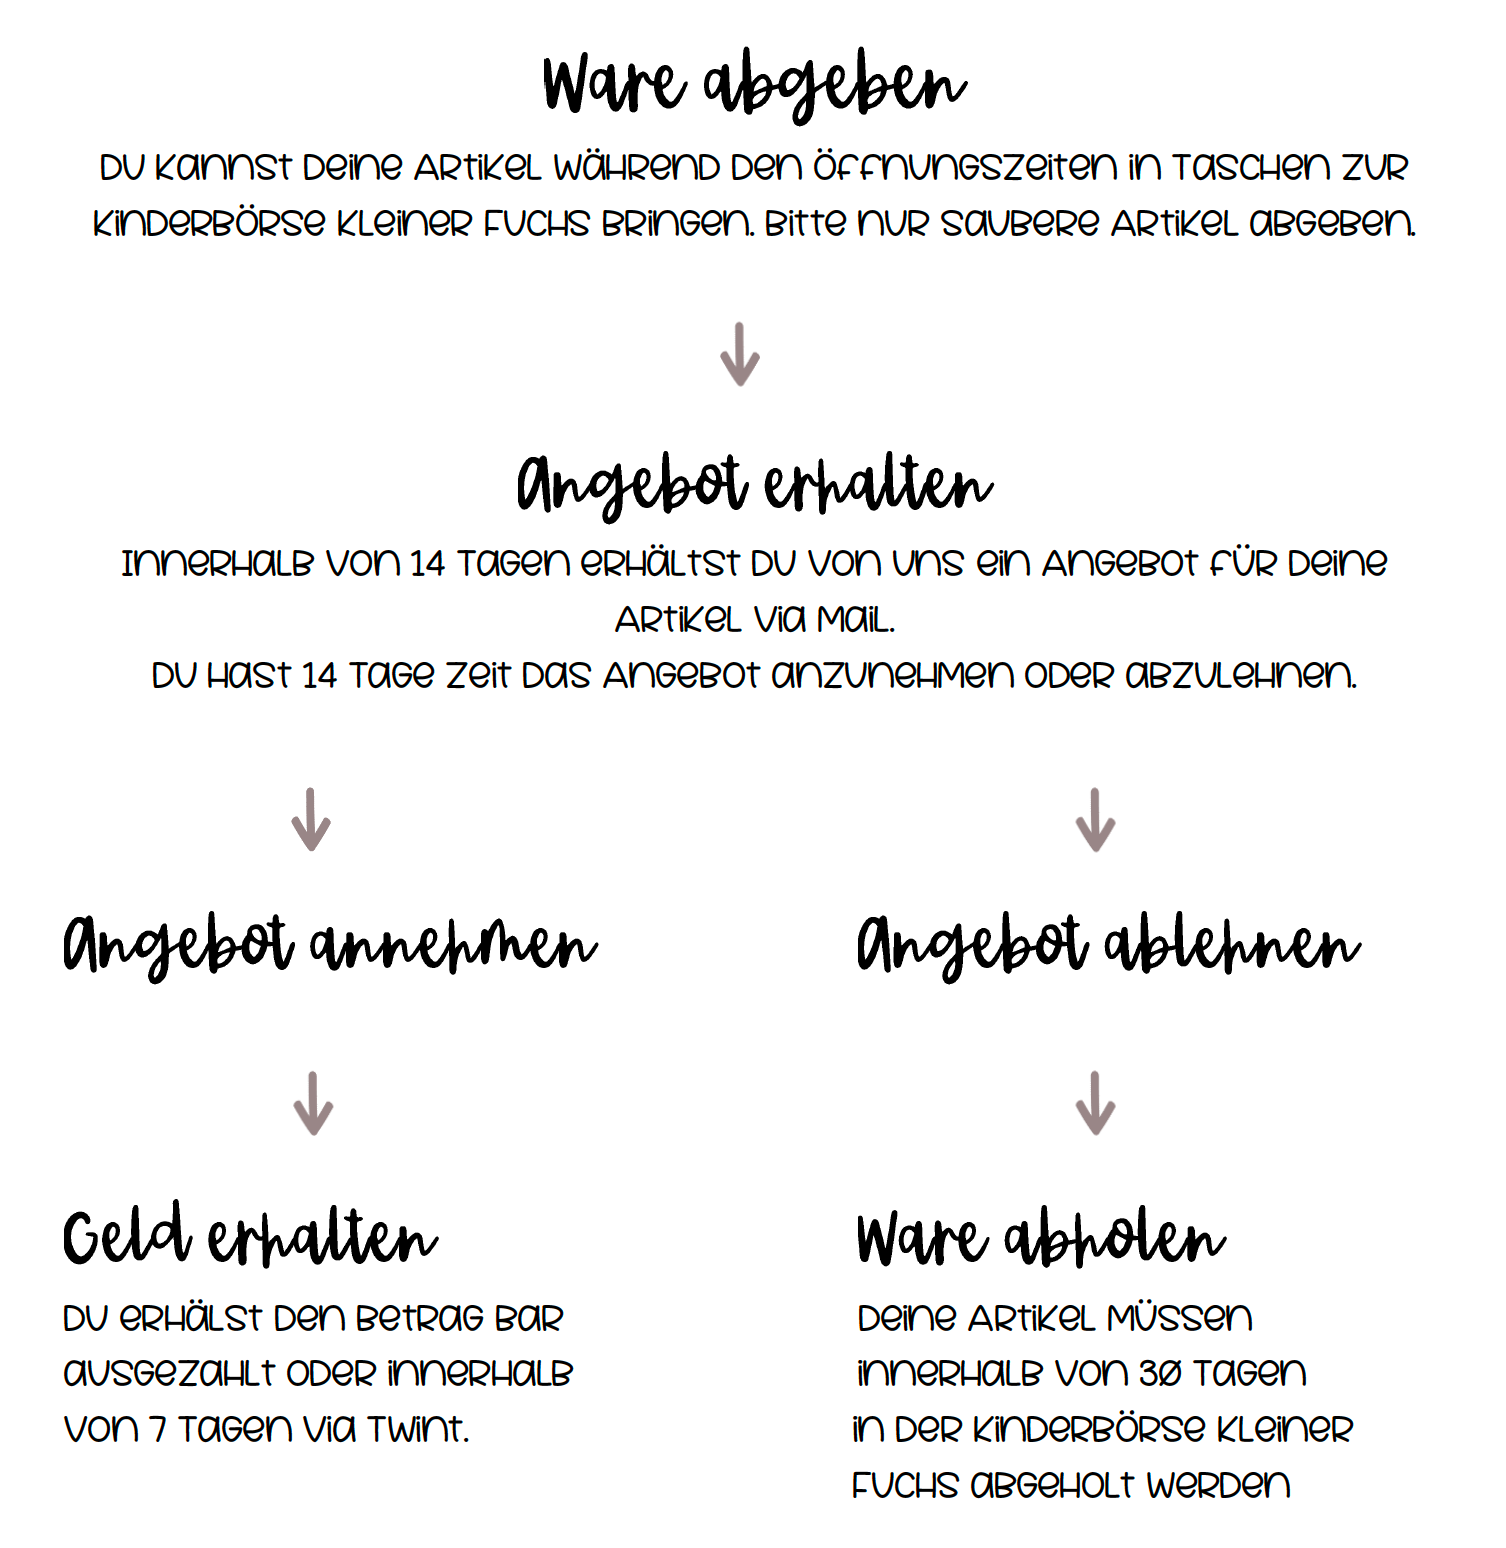 Ware abgeben
Du kannst deine Artikel während den Öffnungszeiten in Taschen zur
Kinderbörse kleiner Fuchs bringen. Bitte nur saubere Artikel abgeben.
Angebot erhalten
Innerhalb von 14 Tagen erhältst du von uns ein Angebot für deine
Artikel via Mail.
Du hast 14 Tage Zeit das Angebot anzunehmen oder abzulehnen.
Angebot annehmen
Angebot ablehnen
Geld erhalten
Du erhälst den Betrag bar
ausgezahlt oder innerhalb
von 7 Tagen via Twint.
Ware abholen
Deine Artikel müssen
innerhalb von 30 Tagen
in der Kinderbörse kleiner
Fuchs abgeholt werden